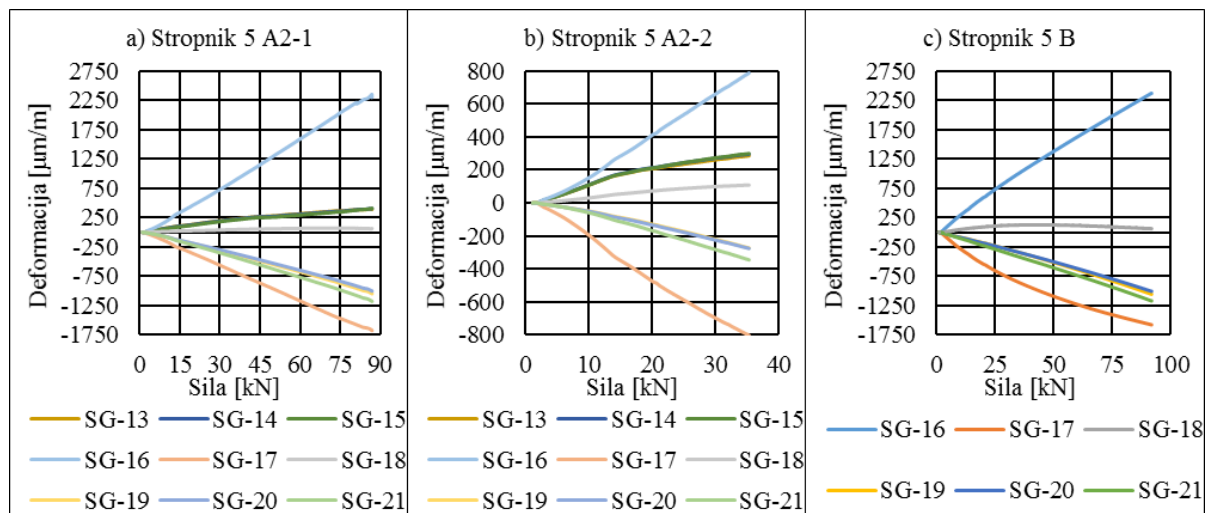 a) Stropnik 5 A2-1
Deformacija [µm/m]
2750
2250
1750
1250
750
250
-250
-750
-1250
-1750
0 15 30 45 60 75 90
Sila [kN]
SG-13 SG-14 SG-15
SG-16 SG-17 SG-18
SG-19 SG-20 SG-21
b) Stropnik 5 A2-2
Deformacija [µm/m]
800
600
400
200
0
-200
-400
-600
-800
0 10 20 30 40
Sila [kN]
SG-13 SG-14 SG-15
SG-16 SG-17 SG-18
SG-19 SG-20 SG-21
c) Stropnik 5 B
Deformacija [µm/m]
2750
2250
1750
1250
750
250
-250
-750
-1250
-1750
0 25 50 75 100
Sila [kN]
SG-16 SG-17 SG-18
SG-19 SG-20 SG-21